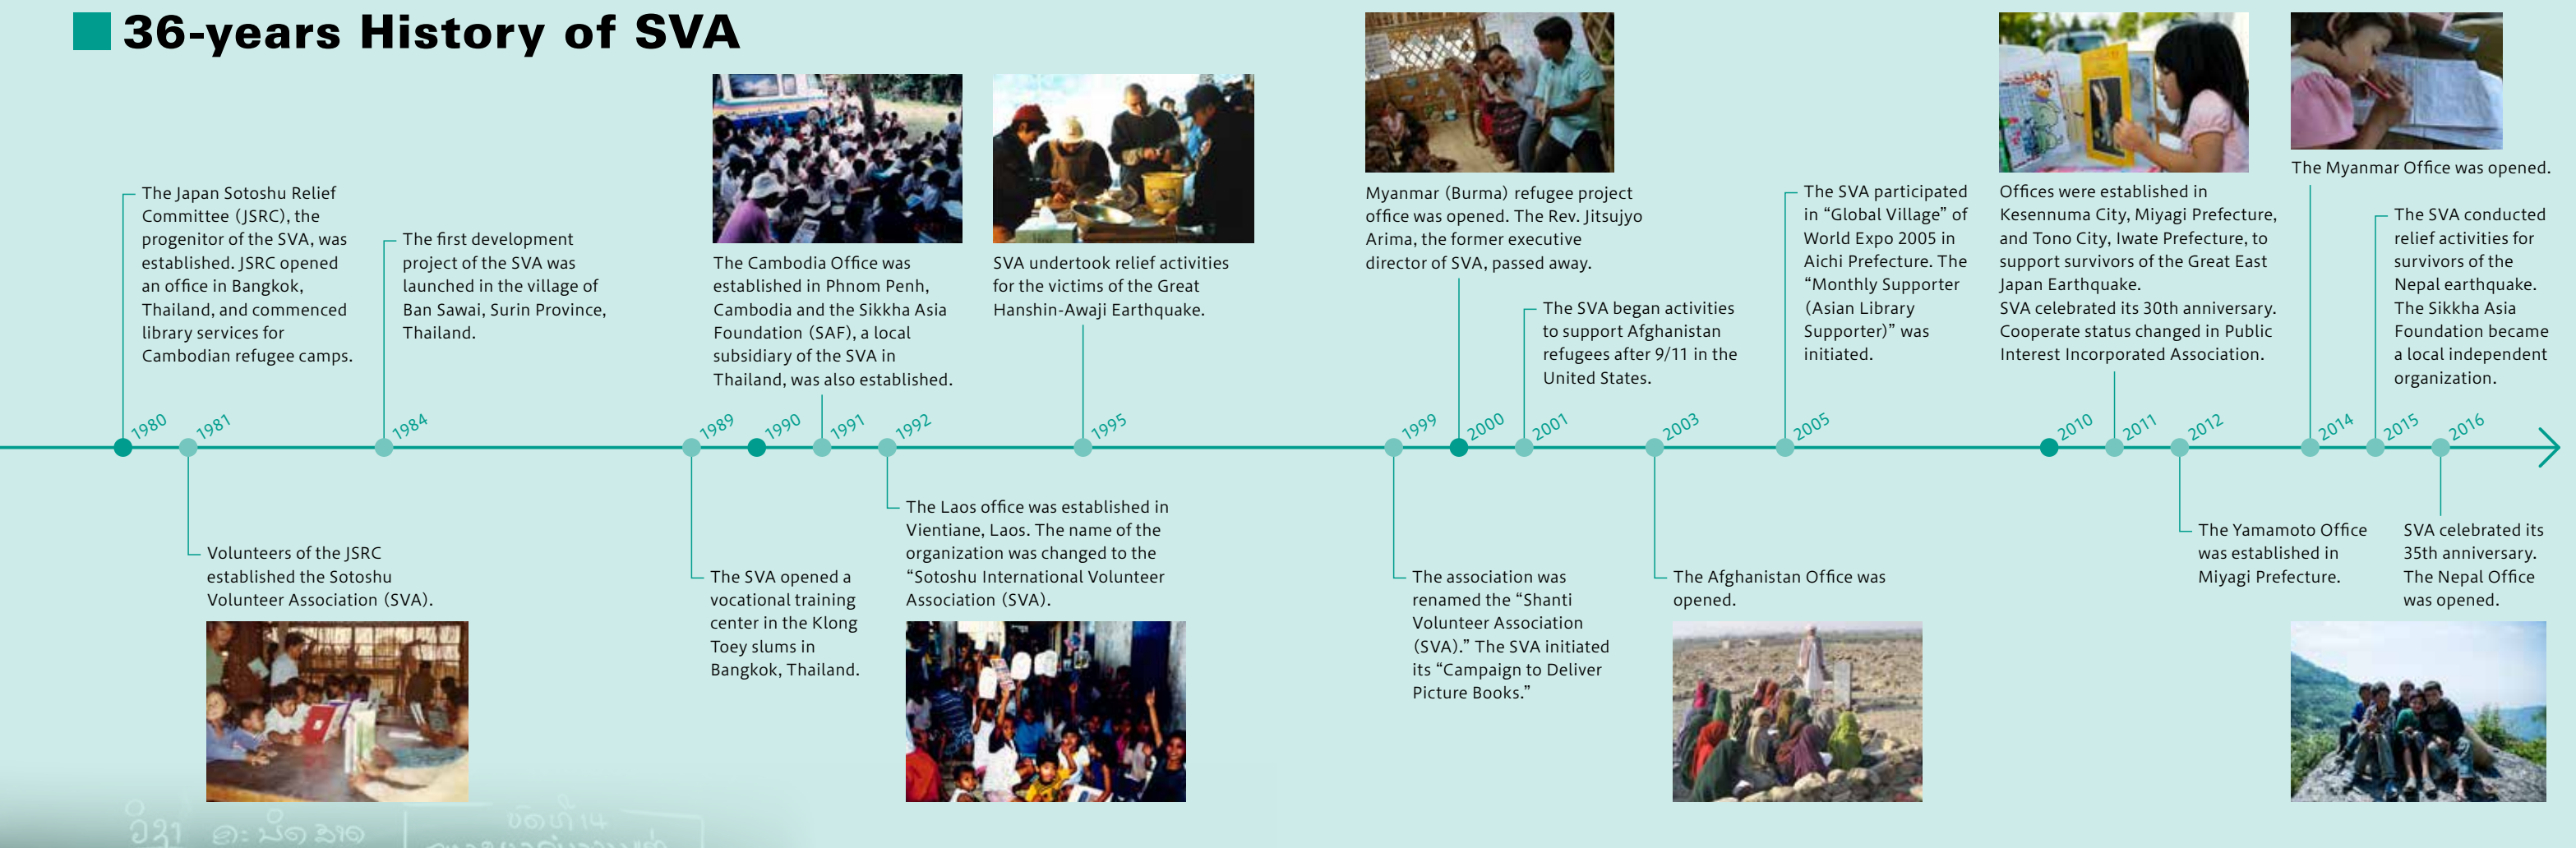 36-years History of SVA
The Japan Sotoshu Relief
Committee (JSRC), the
progenitor of the SVA, was
established. JSRC opened
an office in Bangkok,
Thailand, and commenced
library services for
Cambodian refugee camps.
The first development
project of the SVA was
launched in the village of
Ban Sawai, Surin Province,
Thailand.
The Cambodia Office was
established in Phnom Penh,
Cambodia and the Sikkha Asia
Foundation (SAF), a local
subsidiary of the SVA in
Thailand, was also established.
SVA undertook relief activities
for the victims of the Great
Hanshin-Awaji Earthquake.
Myanmar (Burma) refugee project
office was opened. The Rev. Jitsujyo
Arima, the former executive
director of SVA, passed away.
The SVA began activities
to support Afghanistan
refugees after 9/11 in the
United States.
The SVA participated
in “Global Village” of
World Expo 2005 in
Aichi Prefecture. The
“Monthly Supporter
(Asian Library
Supporter)” was
initiated.
Offices were established in
Kesennuma City, Miyagi Prefecture,
and Tono City, Iwate Prefecture, to
support survivors of the Great East
Japan Earthquake.
SVA celebrated its 30th anniversary.
Cooperate status changed in Public
Interest Incorporated Association.
The Myanmar Office was opened.
The SVA conducted
relief activities for
survivors of the
Nepal earthquake.
The Sikkha Asia
Foundation became
a local independent
organization.
1980 1981 1984 1989 1990 1991 1992 1995 1999 2000 2001 2003 2005 2010 2011 2012 2014 2015 2016
Volunteers of the JSRC
established the Sotoshu
Volunteer Association (SVA).
The SVA opened a
vocational training
center in the Klong
Toey slums in
Bangkok, Thailand.
The Laos office was established in
Vientiane, Laos. The name of the
organization was changed to the
“Sotoshu International Volunteer
Association (SVA).
The association was
renamed the “Shanti
Volunteer Association
(SVA).” The SVA initiated
its “Campaign to Deliver
Picture Books.”
The Afghanistan Office was
opened.
The Yamamoto Office
was established in
Miyagi Prefecture.
SVA celebrated its
35th anniversary.
The Nepal Office
was opened.